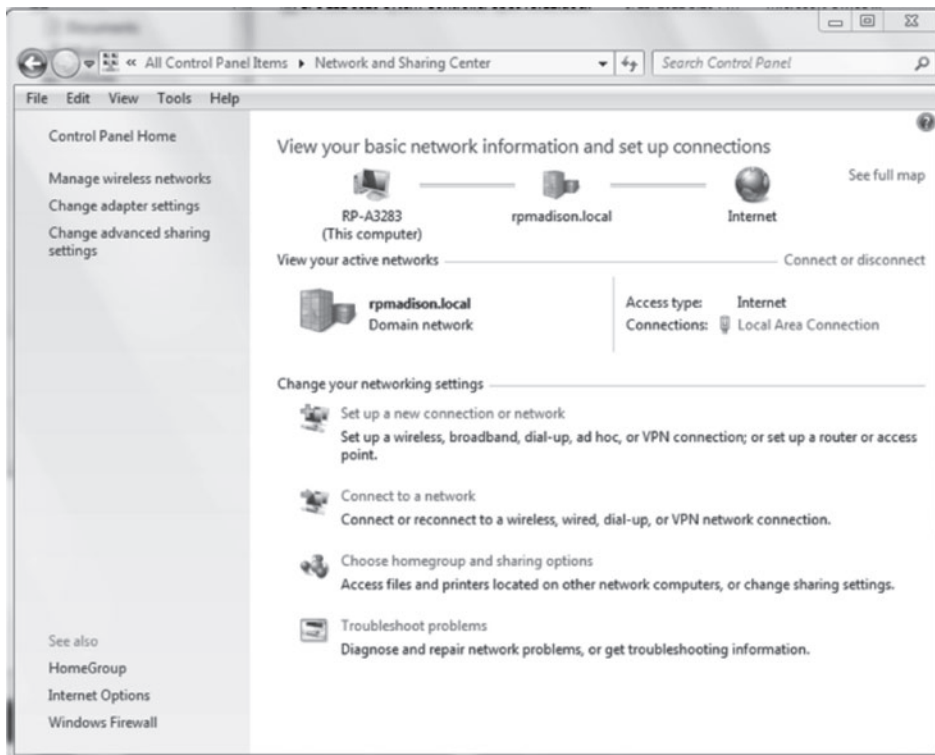 Documents
« All Control Panel Items ▸ Network and Sharing Center
Search Control Panel
File Edit View Tools Help
Control Panel Home
Manage wireless networks
Change adapter settings
Change advanced sharing
settings
See also
HomeGroup
Internet Options
Windows Firewall
View your basic network information and set up connections
See full map
RP-A3283
(This computer)
rpmadison.local
Internet
View your active networks
Connect or disconnect
rpmadison.local
Domain network
Access type: Internet
Connections: Local Area Connection
Change your networking settings
Set up a new connection or network
Set up a wireless, broadband, dial-up, ad hoc, or VPN connection; or set up a router or access
point.
Connect to a network
Connect or reconnect to a wireless, wired, dial-up, or VPN network connection.
Choose homegroup and sharing options
Access files and printers located on other network computers, or change sharing settings.
Troubleshoot problems
Diagnose and repair network problems, or get troubleshooting information.